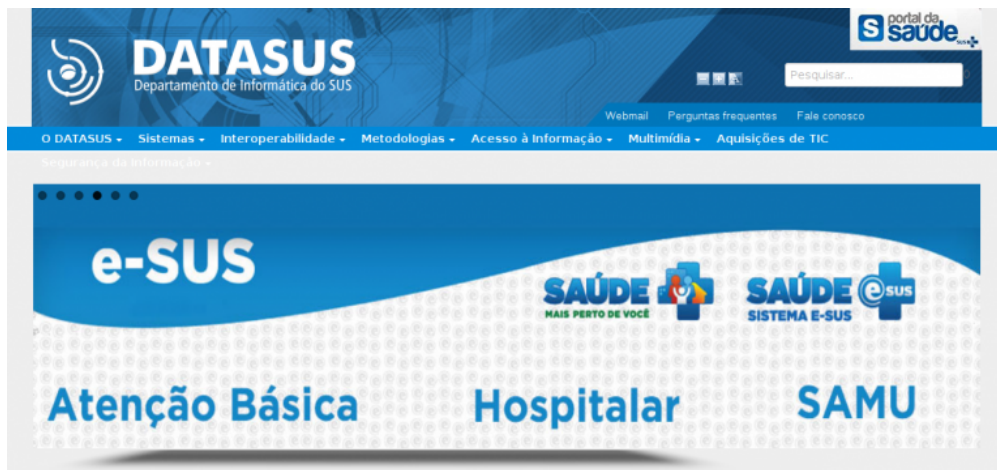 portal da
saúde
SUS
DATASUS
Departamento de Informática do SUS
Pesquisar...
Webmail Perguntas frequentes Fale conosco
O DATASUS Sistemas Interoperabilidade Metodologias Acesso à Informação Multimídia Aquisições de TIC
Segurança da Informação
e-SUS
SAÚDE
MAIS PERTO DE VOCÊ
SAÚDE e SUS
SISTEMA E-SUS
Atenção Básica Hospitalar SAMU